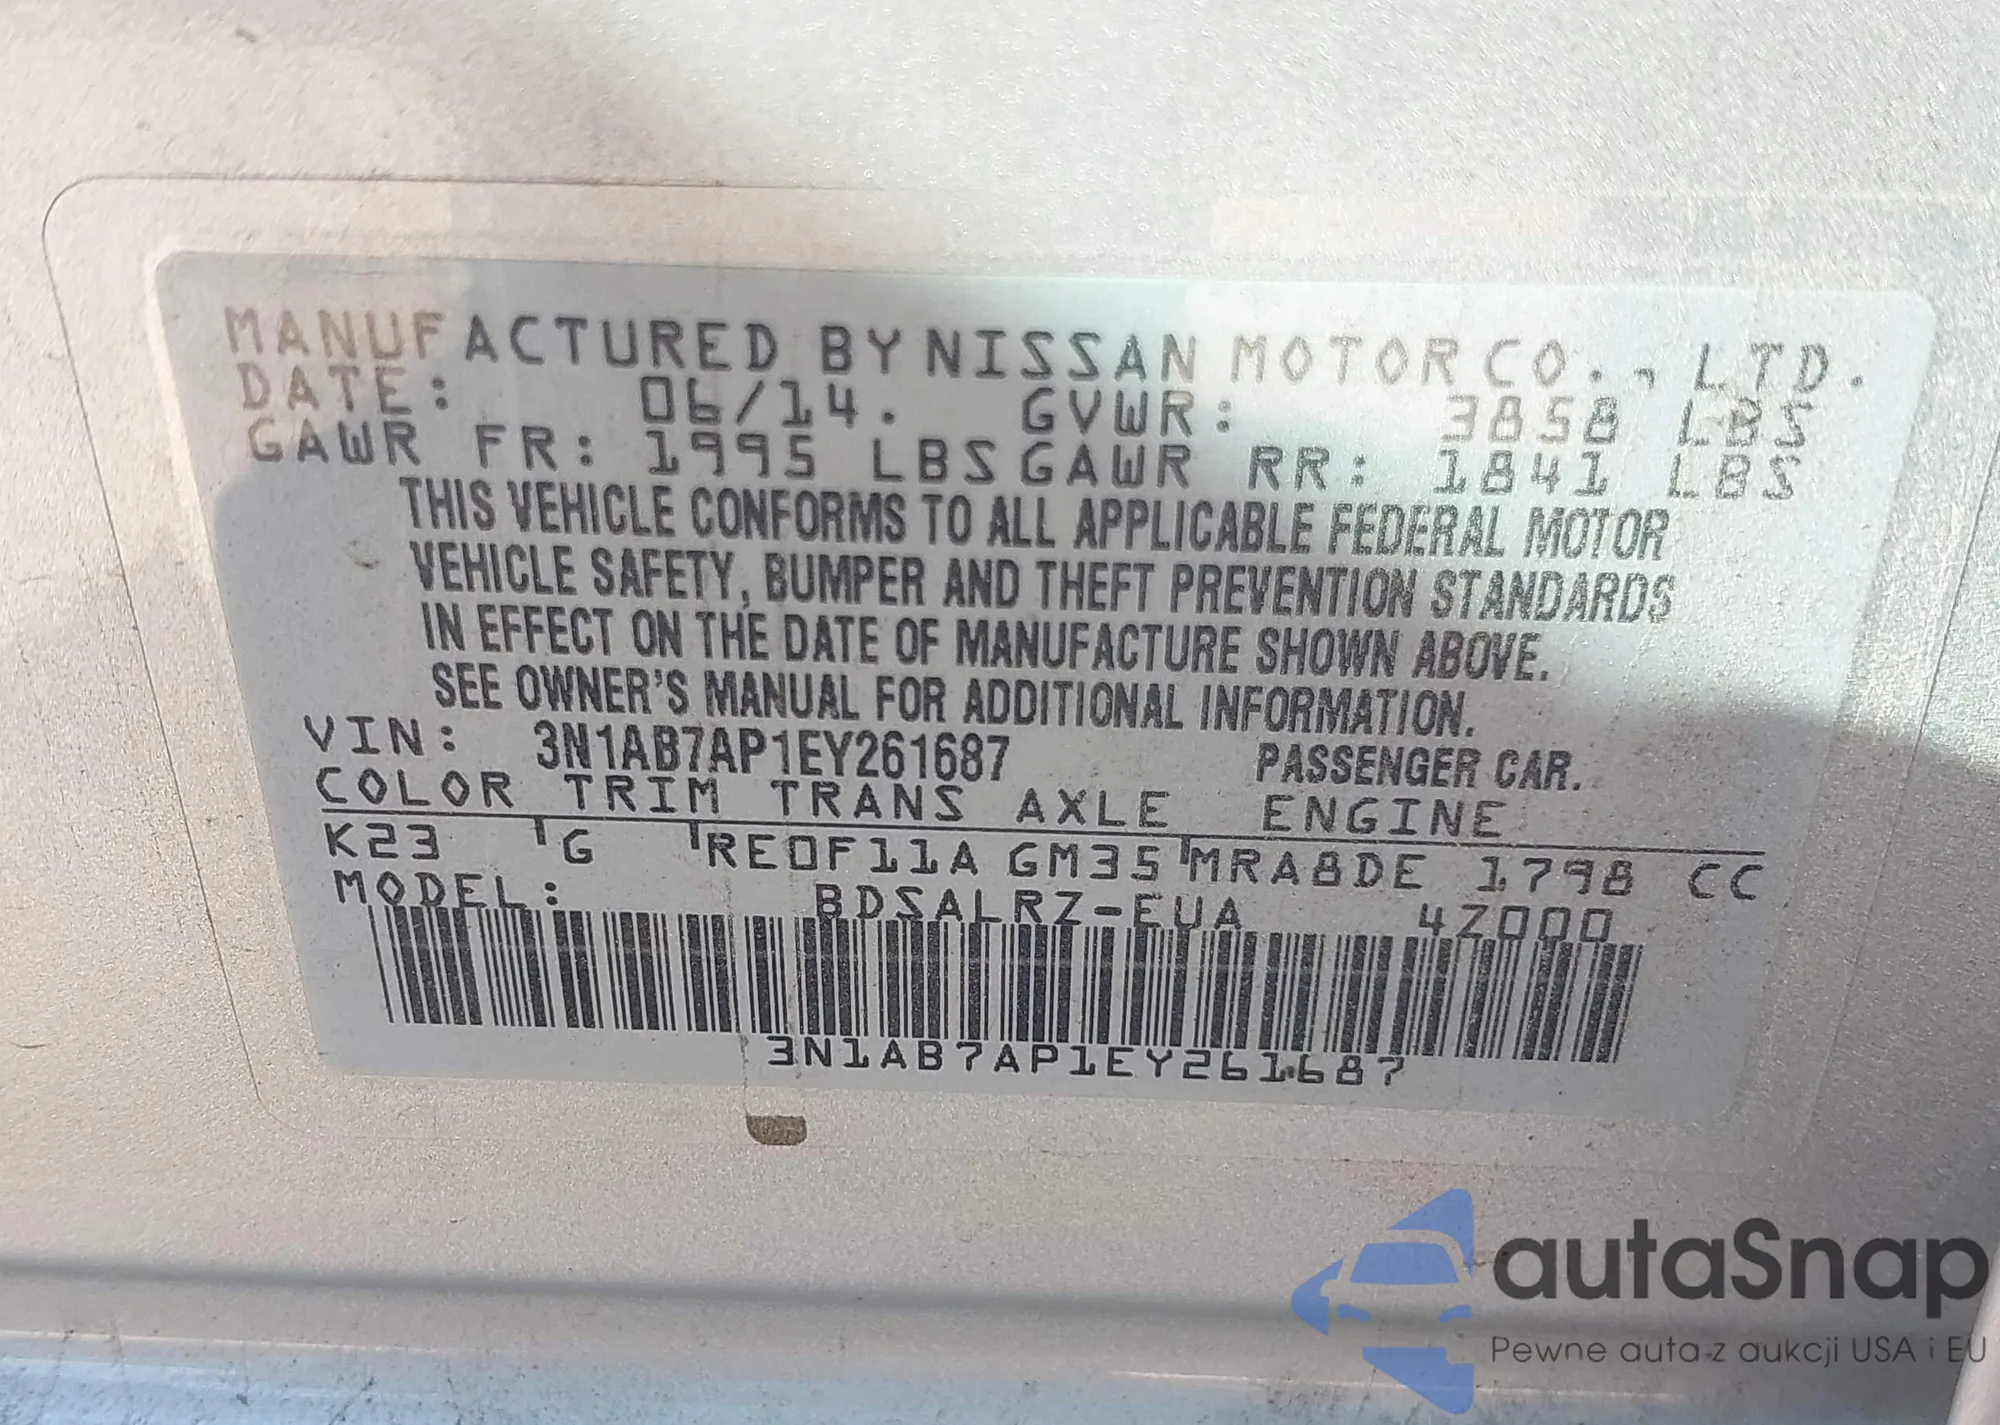 MANUFACTURED BY NISSAN MOTOR CO., LTD.
DATE: 06/14. GVWR: 3858 LBS
GAWR FR: 1995 LBS GAWR RR: 1841 LBS
THIS VEHICLE CONFORMS TO ALL APPLICABLE FEDERAL MOTOR
VEHICLE SAFETY, BUMPER AND THEFT PREVENTION STANDARDS
IN EFFECT ON THE DATE OF MANUFACTURE SHOWN ABOVE.
SEE OWNER'S MANUAL FOR ADDITIONAL INFORMATION.
VIN: 3N1AB7AP1EY261687 PASSENGER CAR.
COLOR TRIM TRANS AXLE ENGINE
K23 G RE0F11A GM35 MRA8DE 1798 CC
MODEL: BDSALRZ-EUA 4Z000
3N1AB7AP1EY261687
autaSnap
Pewne auta z aukcji USA i EU